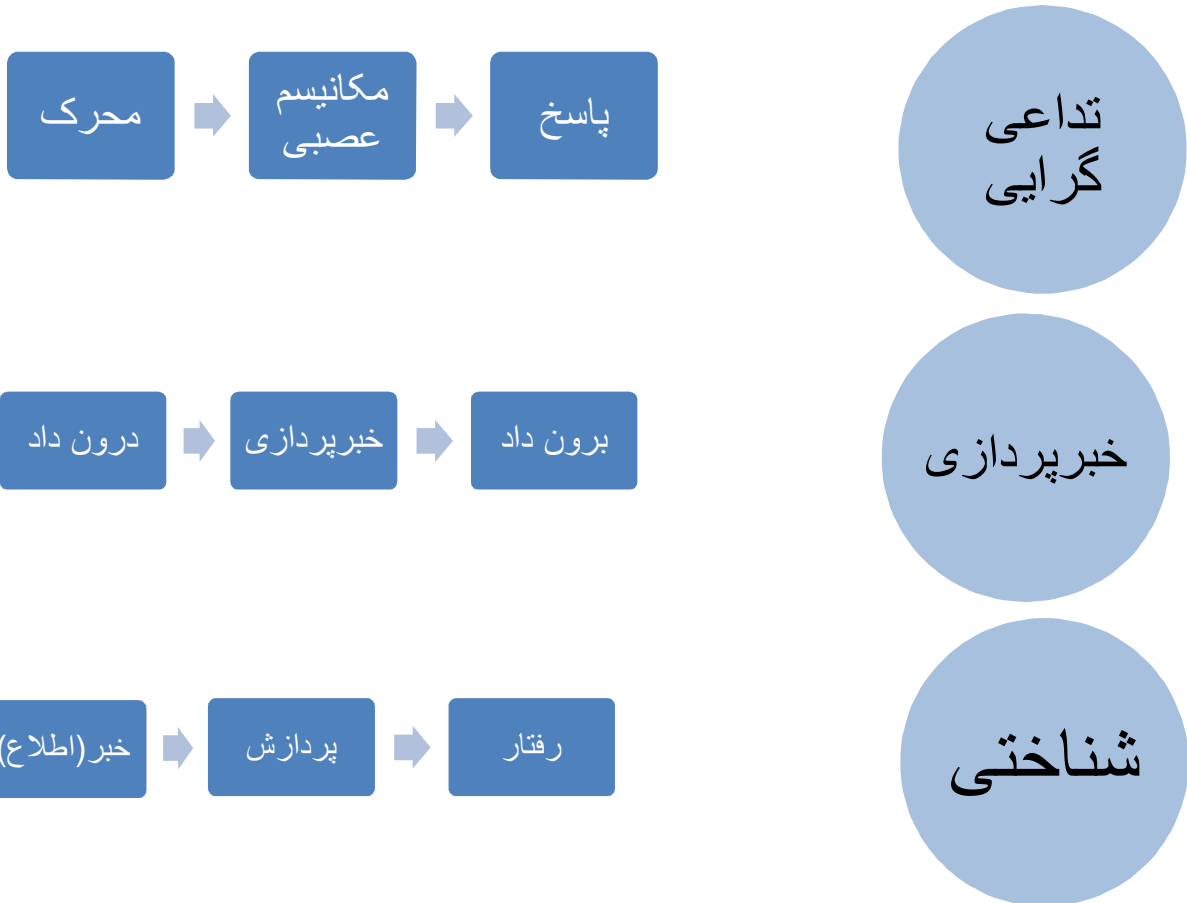 تداعی
گرایی
محرک
مکانیسم
عصبی
پاسخ
خبرپردازی
درون داد
خبرپردازی
برون داد
شناختی
خبر(اطلاع)
پردازش
رفتار